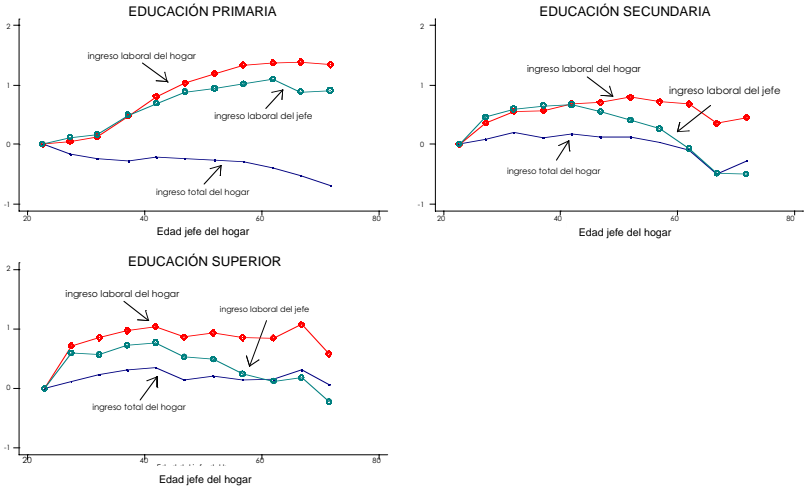 EDUCACIÓN PRIMARIA
2
ingreso laboral del hogar
1
ingreso laboral del jefe
0
ingreso total del hogar
-1
20 40 60 80
Edad jefe del hogar
EDUCACIÓN SECUNDARIA
2
ingreso laboral del hogar
ingreso laboral del jefe
1
0
ingreso total del hogar
-1
20 40 60 80
Edad jefe del hogar
EDUCACIÓN SUPERIOR
2
ingreso laboral del hogar
ingreso laboral del jefe
1
0
ingreso total del hogar
-1
20 40 60 80
Edad jefe del hogar